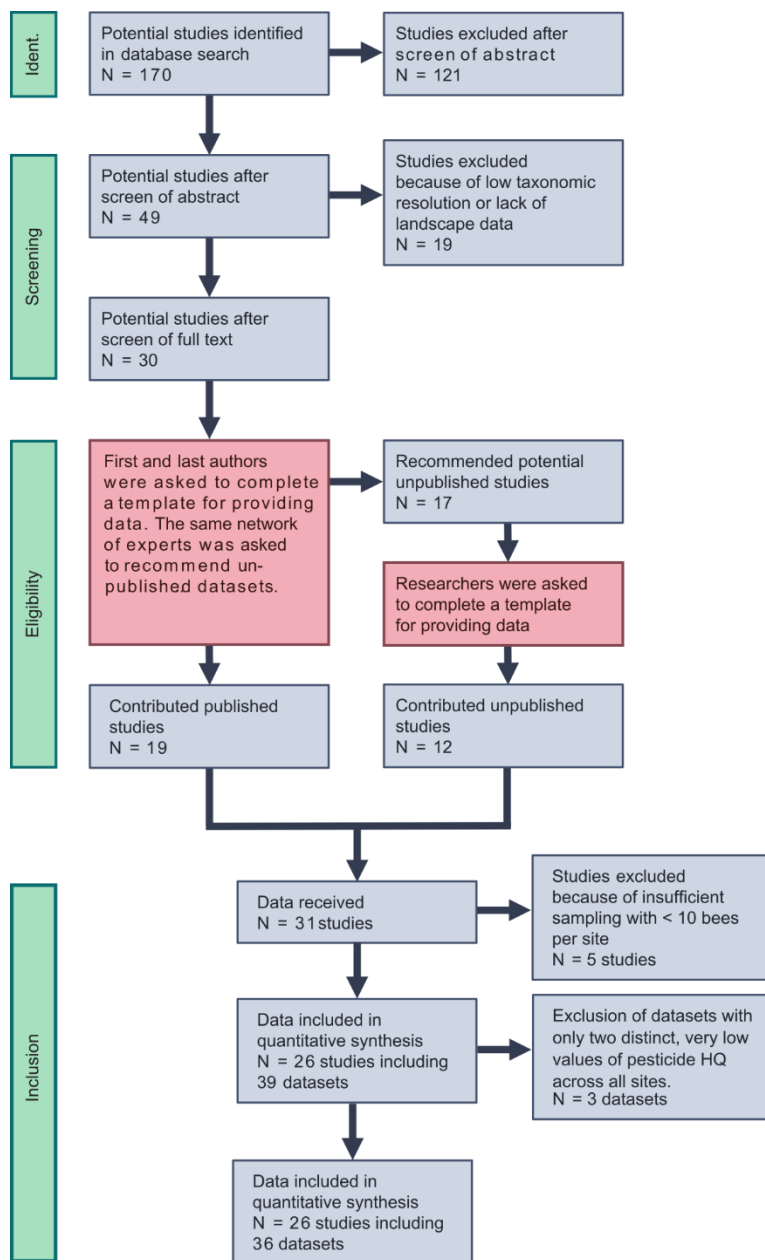 Ident.
Potential studies identified
in database search
N = 170
Studies excluded after
screen of abstract
N = 121
Screening
Potential studies after
screen of abstract
N = 49
Studies excluded
because of low taxonomic
resolution or lack of
landscape data
N = 19
Potential studies after
screen of full text
N = 30
Eligibility
First and last authors
were asked to complete
a template for providing
data. The same network
of experts was asked
to recommend un-
published datasets.
Recommended potential
unpublished studies
N = 17
Researchers were asked
to complete a template
for providing data
Contributed published
studies
N = 19
Contributed unpublished
studies
N = 12
Inclusion
Data received
N = 31 studies
Studies excluded
because of insufficient
sampling with < 10 bees
per site
N = 5 studies
Data included in
quantitative synthesis
N = 26 studies including
39 datasets
Exclusion of datasets with
only two distinct, very low
values of pesticide HQ
across all sites.
N = 3 datasets
Data included in
quantitative synthesis
N = 26 studies including
36 datasets